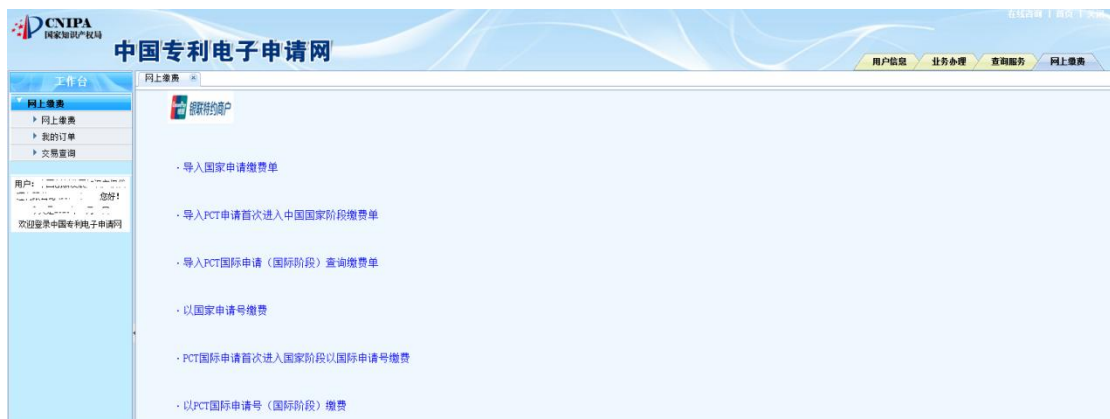 CNIPA
国家知识产权局
中国专利电子申请网
在线咨询 | 首页 |
用户信息
业务办理
查询服务
网上缴费
工作台
网上缴费
网上缴费
网上缴费
我的订单
交易查询
用户:
您好!
欢迎登录中国专利电子申请网
银联特约商户
· 导入国家申请缴费单
· 导入PCT申请首次进入中国国家阶段缴费单
· 导入PCT国际申请（国际阶段）查询缴费单
· 以国家申请号缴费
· PCT国际申请首次进入国家阶段以国际申请号缴费
· 以PCT国际申请号（国际阶段）缴费